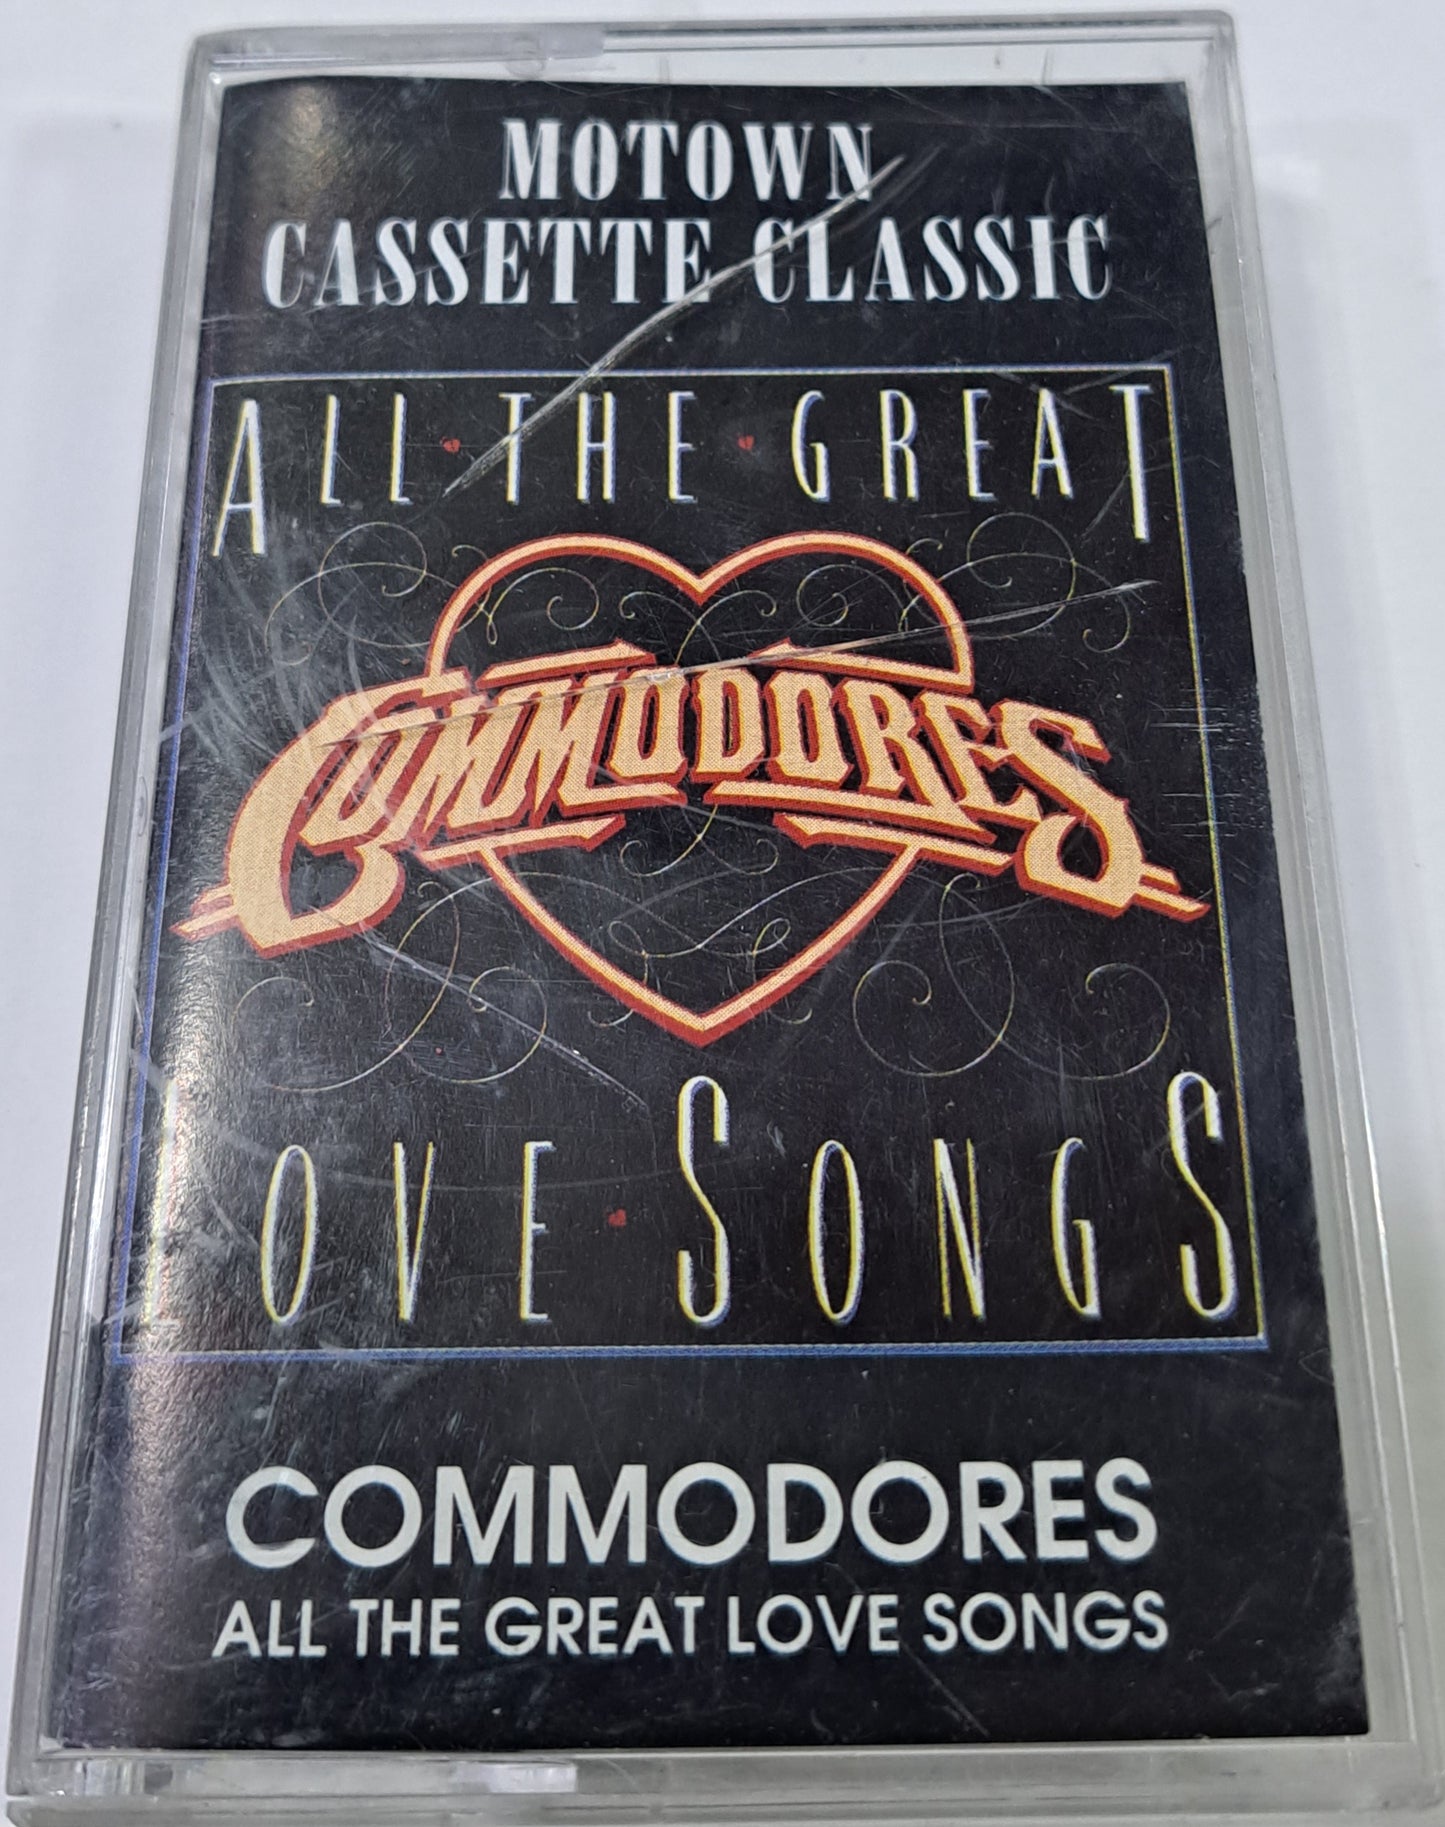 MOTOWN
CASSETTE CLASSIC
ALL · THE · GREAT
COMMODORES
LOVE · SONGS
COMMODORES
ALL THE GREAT LOVE SONGS